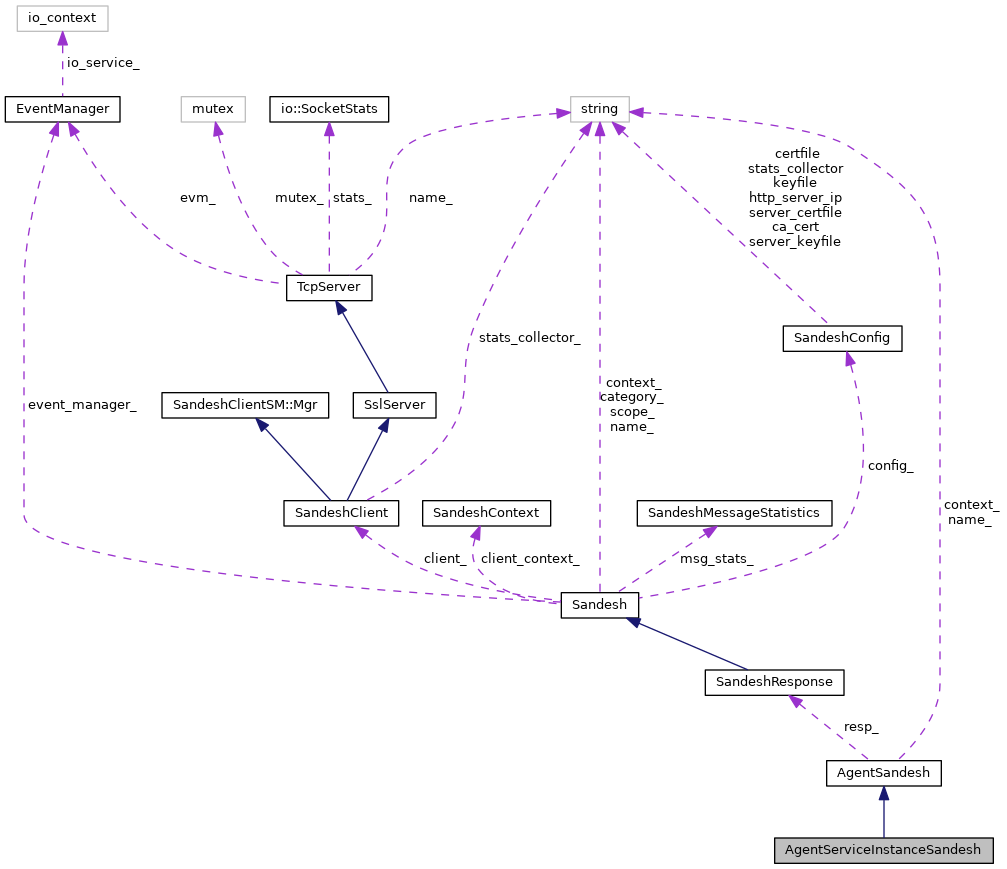 io_context
io_service_
EventManager
mutex
io::SocketStats
string
certfile
stats_collector
keyfile
http_server_ip
server_certfile
ca_cert
server_keyfile
evm_
mutex_
stats_
name_
TcpServer
stats_collector_
SandeshConfig
event_manager_
SandeshClientSM::Mgr
SslServer
context_
category_
scope_
name_
config_
SandeshClient
SandeshContext
SandeshMessageStatistics
context_
name_
client_
client_context_
msg_stats_
Sandesh
SandeshResponse
resp_
AgentSandesh
AgentServiceInstanceSandesh